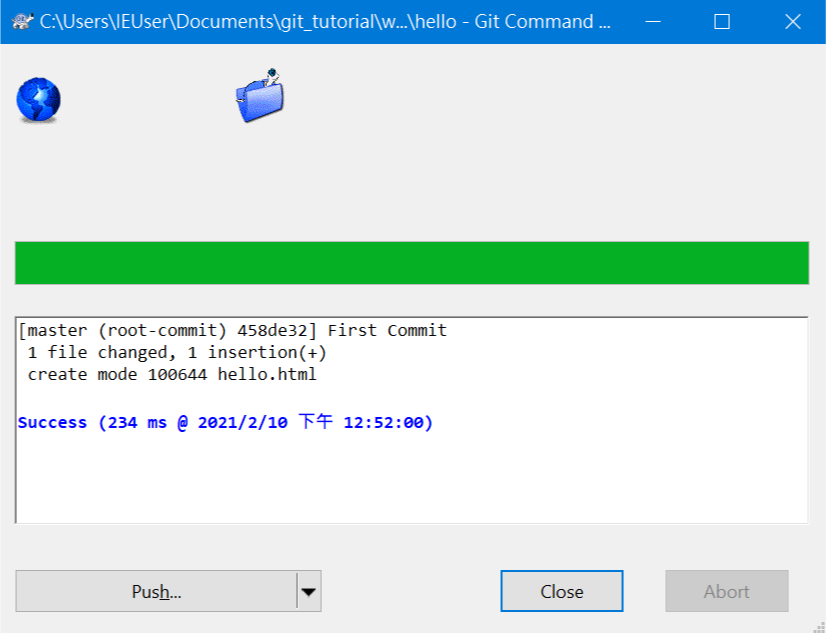 C:\Users\IEUser\Documents\git_tutorial\w...\hello - Git Command ...
[master (root-commit) 458de32] First Commit
1 file changed, 1 insertion(+)
create mode 100644 hello.html
Success (234 ms @ 2021/2/10 下午 12:52:00)
Push... Close Abort